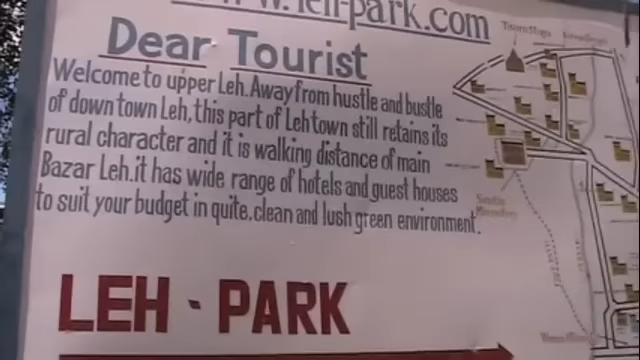 www.leh-park.com
Dear Tourist
Welcome to upper Leh. Away from hustle and bustle
of down town Leh, this part of Leh town still retains its
rural character and it is walking distance of main
Bazar Leh.it has wide range of hotels and guest houses
to suit your budget in quite.clean and lush green environment.
LEH - PARK